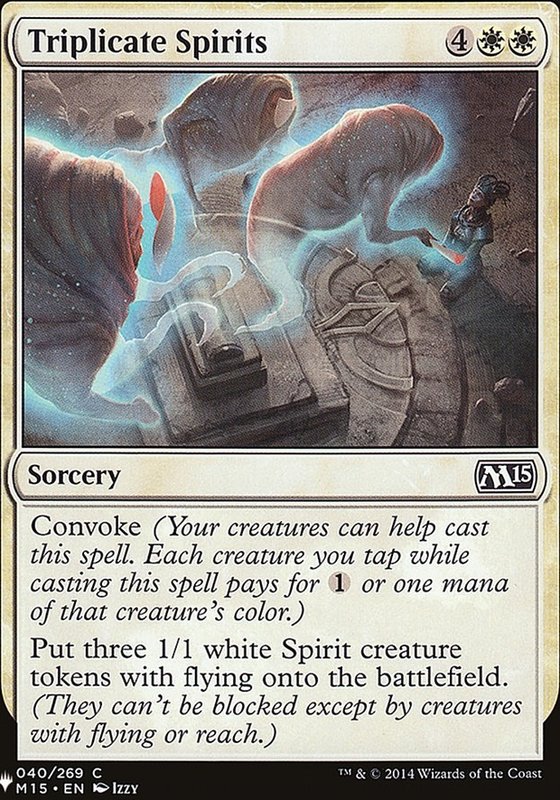 Triplicate Spirits 4
Sorcery M15
Convoke (Your creatures can help cast
this spell. Each creature you tap while
casting this spell pays for 1 or one mana
of that creature's color.)
Put three 1/1 white Spirit creature
tokens with flying onto the battlefield.
(They can't be blocked except by creatures
with flying or reach.)
040/269 C
M15 • EN Izzy
™ & © 2014 Wizards of the Coast